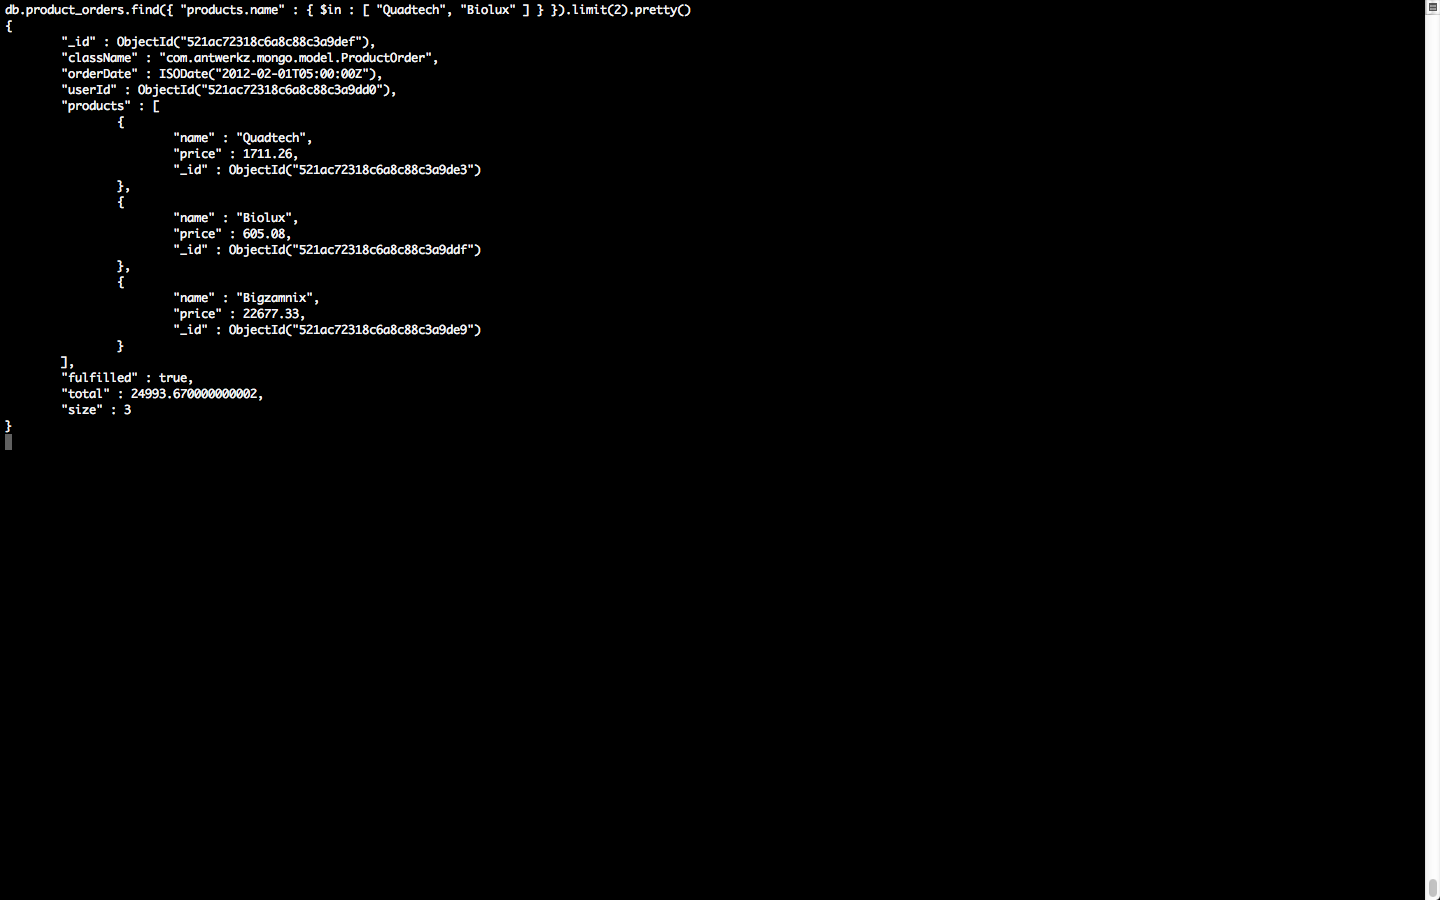 db.product_orders.find({ "products.name" : { $in : [ "Quadtech", "Biolux" ] } }).limit(2).pretty()
{
        "_id" : ObjectId("521ac72318c6a8c88c3a9def"),
        "className" : "com.antwerkz.mongo.model.ProductOrder",
        "orderDate" : ISODate("2012-02-01T05:00:00Z"),
        "userId" : ObjectId("521ac72318c6a8c88c3a9dd0"),
        "products" : [
                {
                        "name" : "Quadtech",
                        "price" : 1711.26,
                        "_id" : ObjectId("521ac72318c6a8c88c3a9de3")
                },
                {
                        "name" : "Biolux",
                        "price" : 605.08,
                        "_id" : ObjectId("521ac72318c6a8c88c3a9ddf")
                },
                {
                        "name" : "Bigzamnix",
                        "price" : 22677.33,
                        "_id" : ObjectId("521ac72318c6a8c88c3a9de9")
                }
        ],
        "fulfilled" : true,
        "total" : 24993.670000000002,
        "size" : 3
}